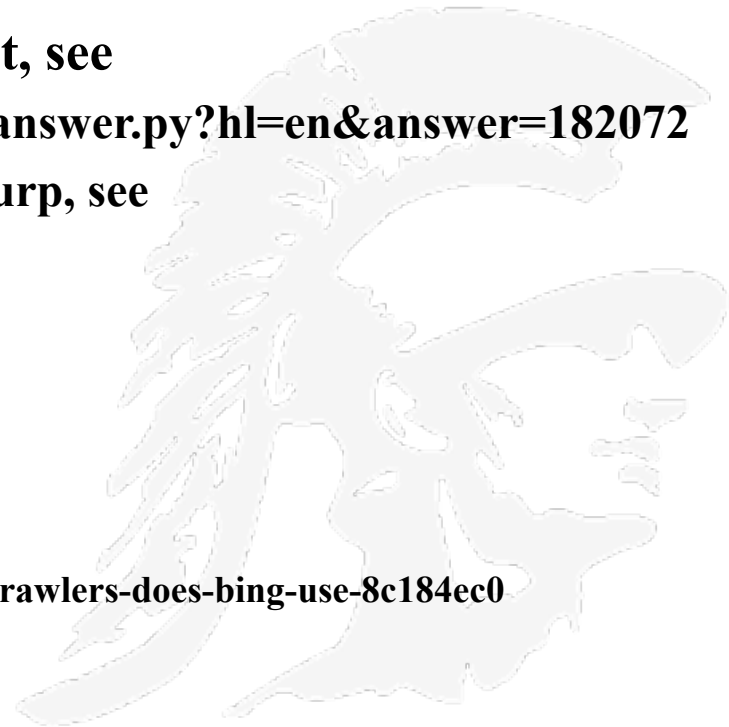 t, see
answer.py?hl=en&answer=182072
urp, see
rawlers-does-bing-use-8c184ec0